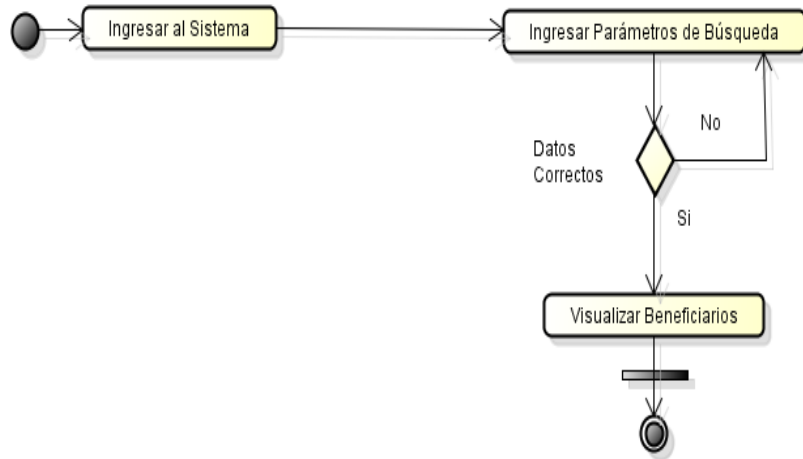 Ingresar al Sistema
Ingresar Parámetros de Búsqueda
No
Datos
Correctos
Si
Visualizar Beneficiarios